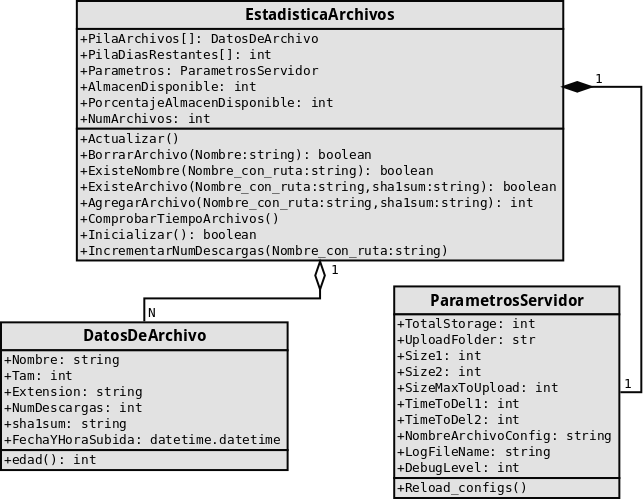 EstadisticaArchivos
+PilaArchivos[]: DatosDeArchivo
+PilaDiasRestantes[]: int
+Parametros: ParametrosServidor
+AlmacenDisponible: int
+PorcentajeAlmacenDisponible: int
+NumArchivos: int
+Actualizar()
+BorrarArchivo(Nombre:string): boolean
+ExisteNombre(Nombre_con_ruta:string): boolean
+ExisteArchivo(Nombre_con_ruta:string,sha1sum:string): boolean
+AgregarArchivo(Nombre_con_ruta:string,sha1sum:string): int
+ComprobarTiempoArchivos()
+Inicializar(): boolean
+IncrementarNumDescargas(Nombre_con_ruta:string)
1
1
N
DatosDeArchivo
+Nombre: string
+Tam: int
+Extension: string
+NumDescargas: int
+sha1sum: string
+FechaYHoraSubida: datetime.datetime
+edad(): int
ParametrosServidor
+TotalStorage: int
+UploadFolder: str
+Size1: int
+Size2: int
+SizeMaxToUpload: int
+TimeToDel1: int
+TimeToDel2: int
+NombreArchivoConfig: string
+LogFileName: string
+DebugLevel: int
+Reload_configs()
1